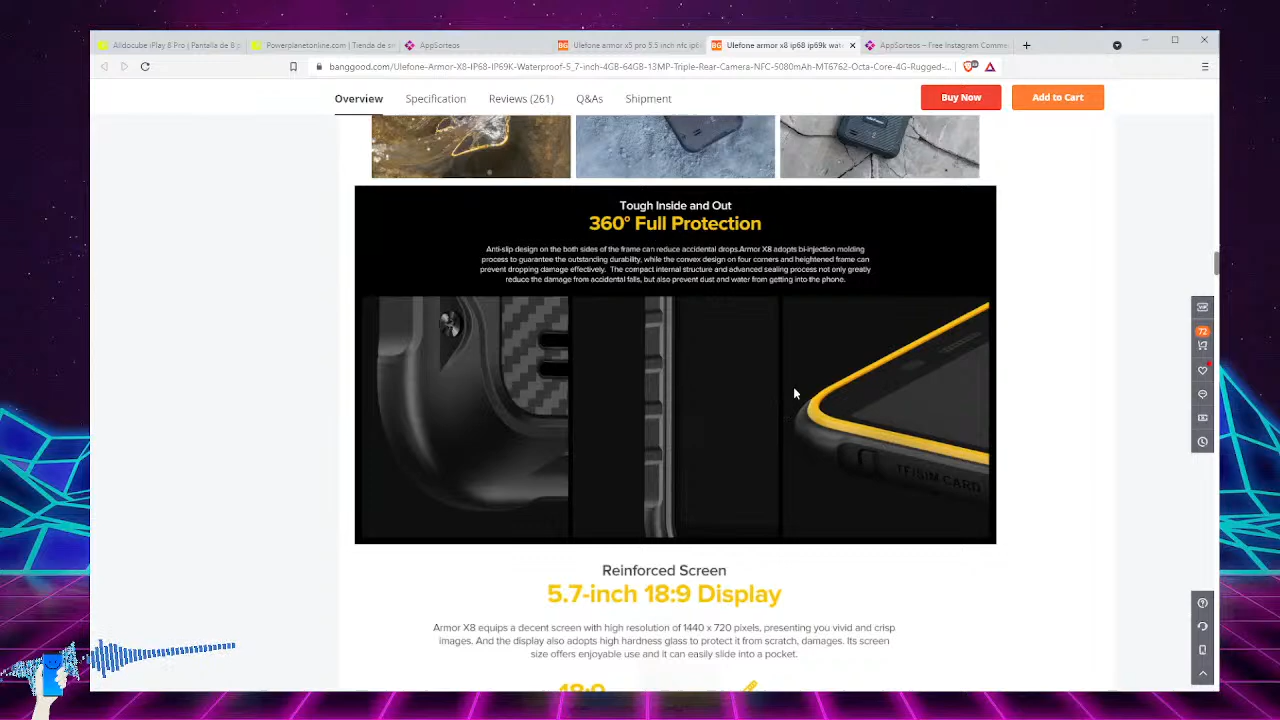 Alldocube iPlay 8 Pro | Pantalla de 8 p
Powerplanetonline.com | Tienda de
AppSorteos
Ulefone armor x5 pro 5.5 inch nfc ip6
Ulefone armor x8 ip68 ip69k wat
AppSorteos – Free Instagram Comme
banggood.com/Ulefone-Armor-X8-IP68-IP69K-Waterproof-5_7-inch-4GB-64GB-13MP-Triple-Rear-Camera-NFC-5080mAh-MT6762-Octa-Core-4G-Rugged-...
Overview Specification Reviews (261) Q&As Shipment Buy Now Add to Cart
Tough Inside and Out
360° Full Protection
Anti-slip design on the both sides of the frame can reduce accidental drops.Armor X8 adopts bi-injection molding
process to guarantee the outstanding durability, while the convex design on four corners and heightened frame can
prevent dropping damage effectively. The compact internal structure and advanced sealing process not only greatly
reduce the damage from accidental falls, but also prevent dust and water from getting into the phone.
72
TF/SIM CARD
Reinforced Screen
5.7-inch 18:9 Display
Armor X8 equips a decent screen with high resolution of 1440 x 720 pixels, presenting you vivid and crisp
images. And the display also adopts high hardness glass to protect it from scratch, damages. Its screen
size offers enjoyable use and it can easily slide into a pocket.
18:9